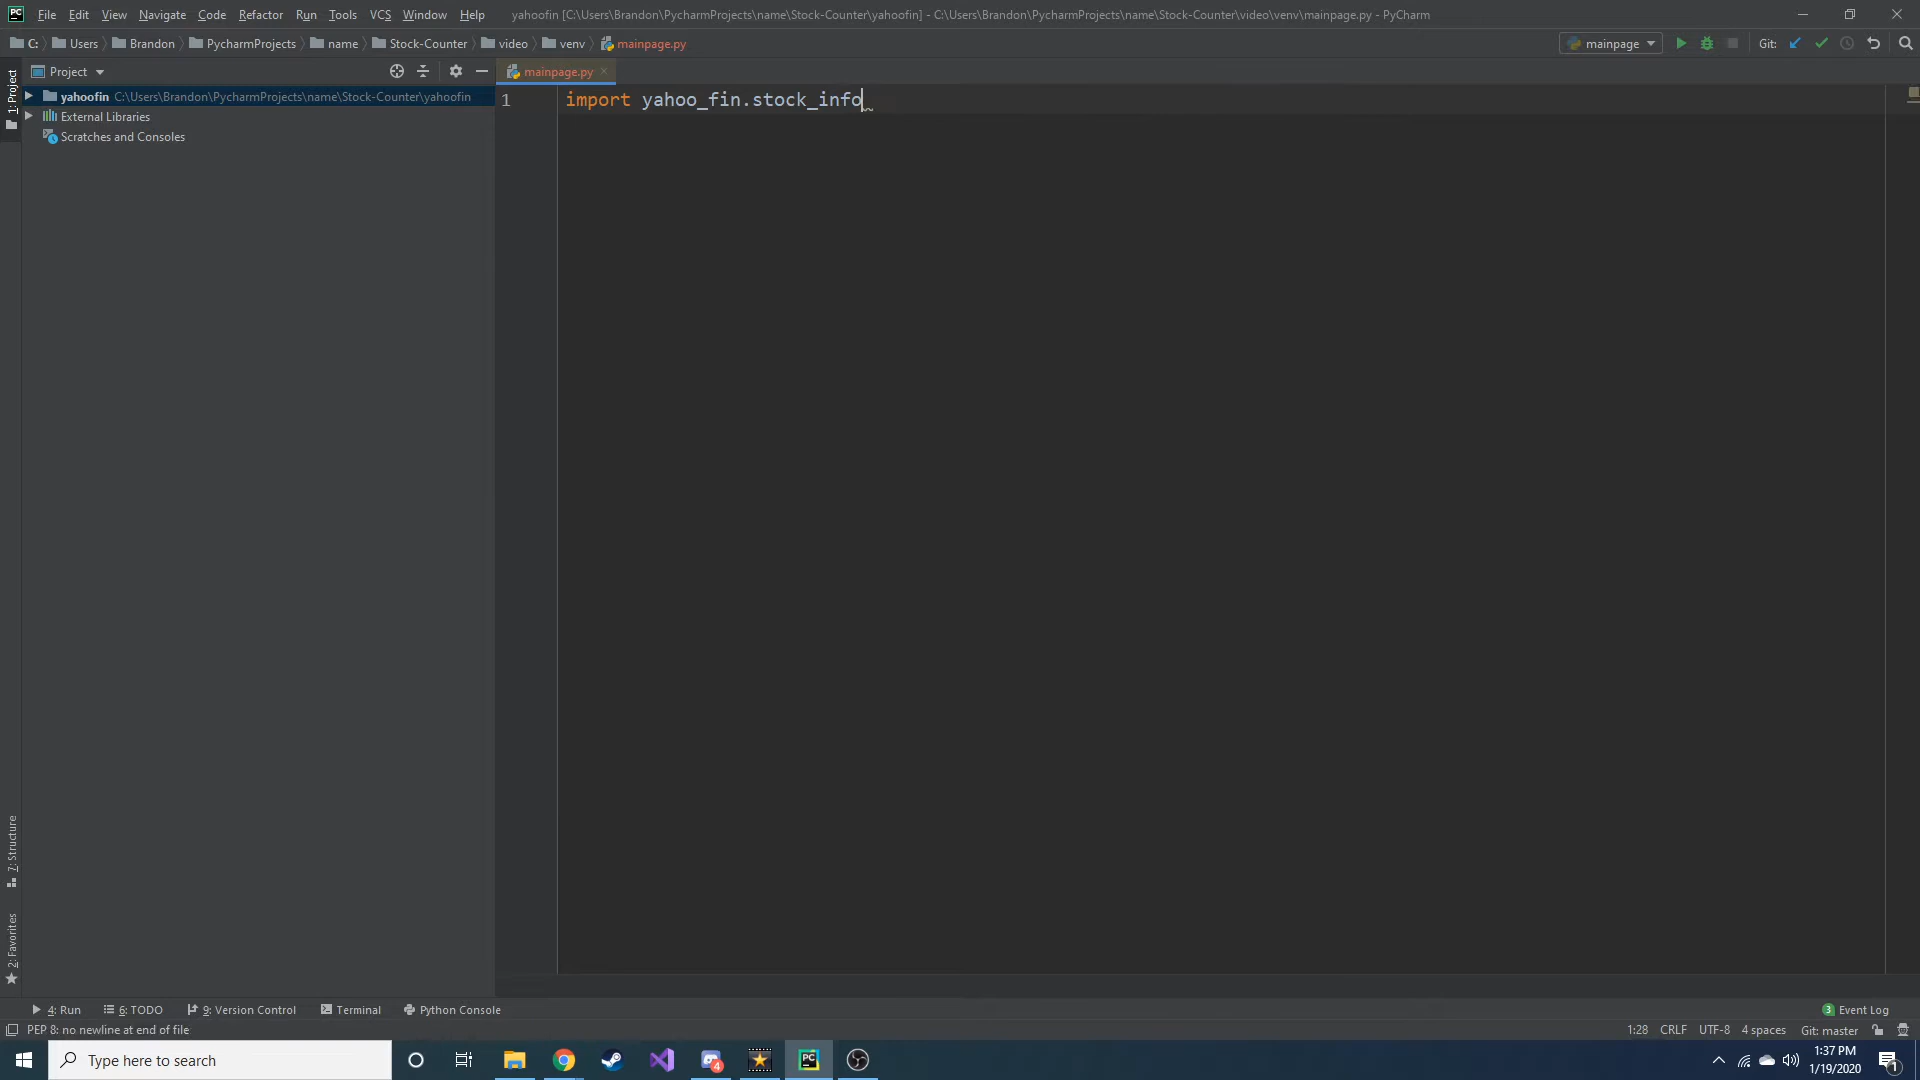 File Edit View Navigate Code Refactor Run Tools VCS Window Help yahoofin [C:\Users\Brandon\PycharmProjects\name\Stock-Counter\yahoofin] - C:\Users\Brandon\PycharmProjects\name\Stock-Counter\video\venv\mainpage.py - PyCharm
C: Users Brandon PycharmProjects name Stock-Counter video venv mainpage.py mainpage Git:
Project mainpage.py
1: Project
yahoofin C:\Users\Brandon\PycharmProjects\name\Stock-Counter\yahoofin
1 import yahoo_fin.stock_info
External Libraries
Scratches and Consoles
7: Structure
2: Favorites
4: Run 6: TODO 9: Version Control Terminal Python Console 3 Event Log
PEP 8: no newline at end of file 1:28 CRLF UTF-8 4 spaces Git: master
Type here to search 4 PC 1:37 PM
1/19/2020 1